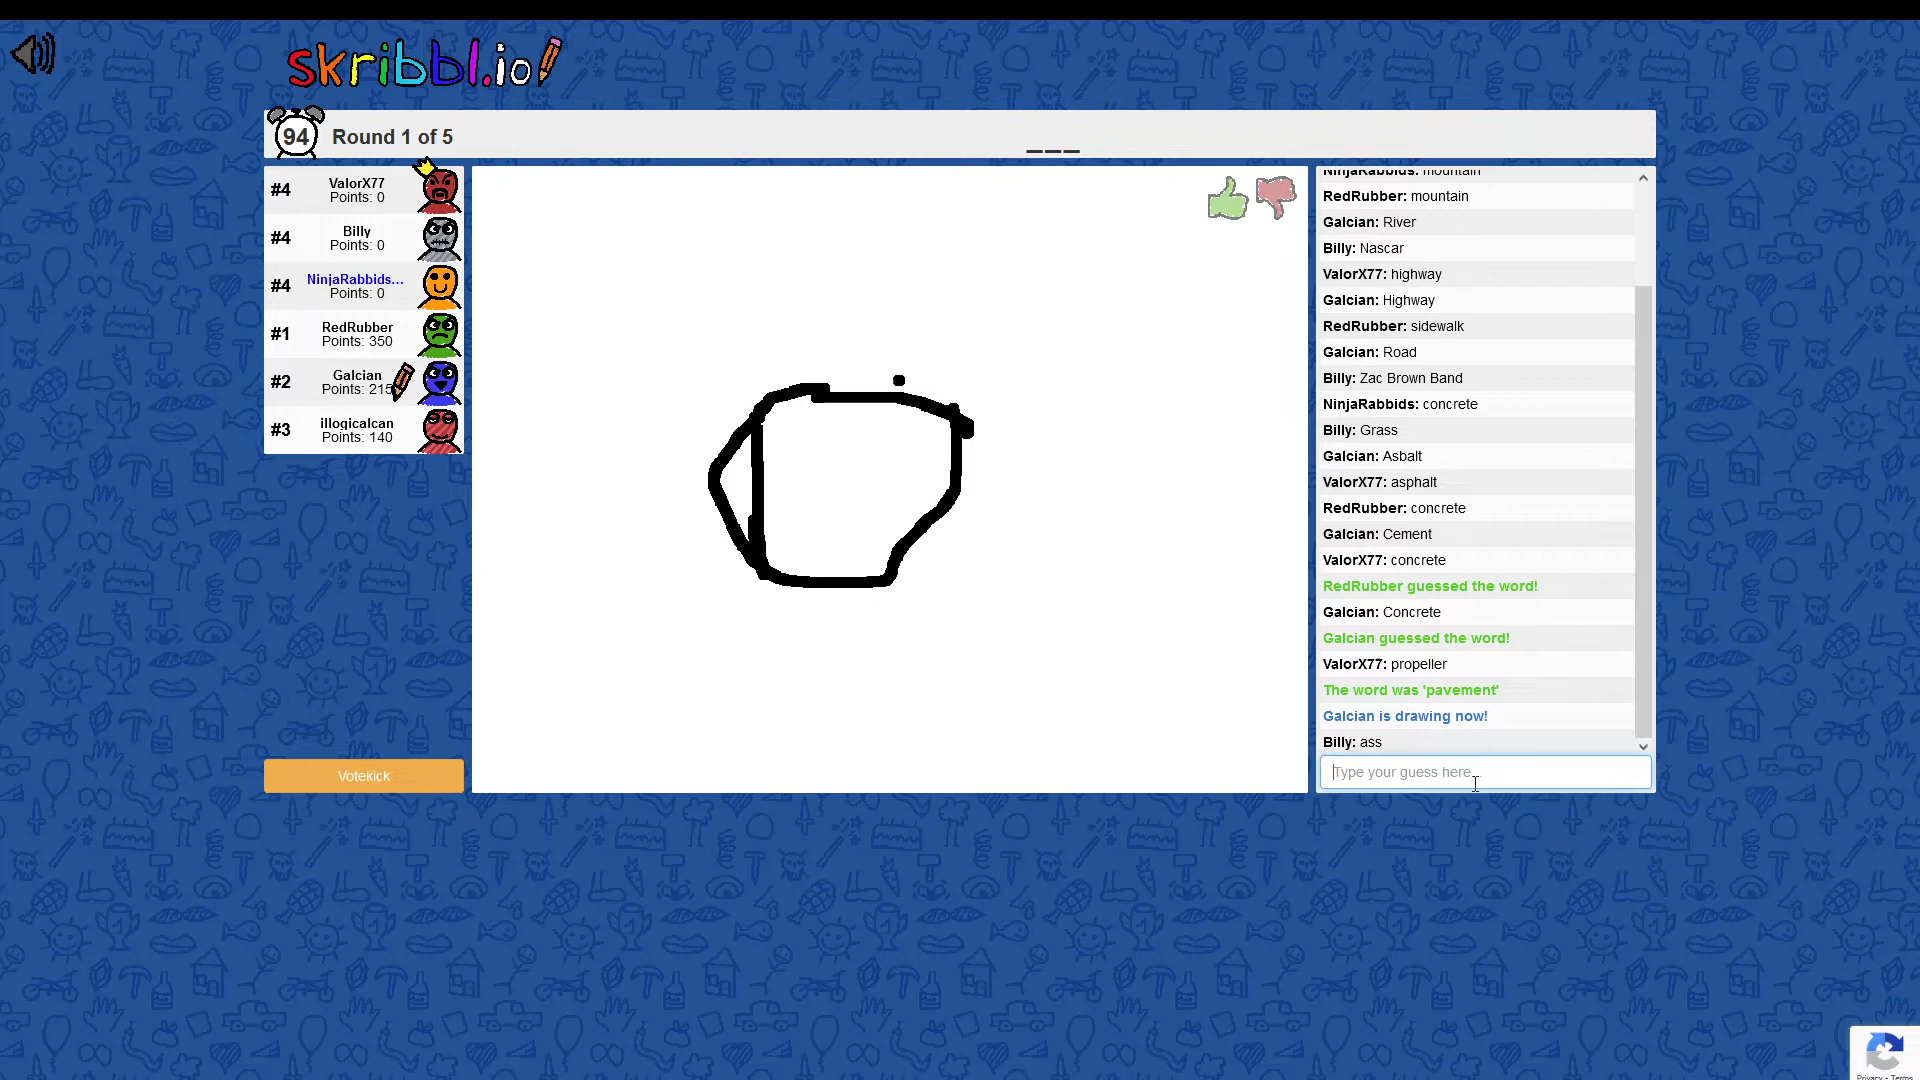 skribbl.io
94
Round 1 of 5
_ _ _
#4
ValorX77
Points: 0
#4
Billy
Points: 0
#4
NinjaRabbids...
Points: 0
#1
RedRubber
Points: 350
#2
Galcian
Points: 215
#3
illogicalcan
Points: 140
Votekick
NinjaRabbids: mountain
RedRubber: mountain
Galcian: River
Billy: Nascar
ValorX77: highway
Galcian: Highway
RedRubber: sidewalk
Galcian: Road
Billy: Zac Brown Band
NinjaRabbids: concrete
Billy: Grass
Galcian: Asbalt
ValorX77: asphalt
RedRubber: concrete
Galcian: Cement
ValorX77: concrete
RedRubber guessed the word!
Galcian: Concrete
Galcian guessed the word!
ValorX77: propeller
The word was 'pavement'
Galcian is drawing now!
Billy: ass
Type your guess here...
Privacy - Terms